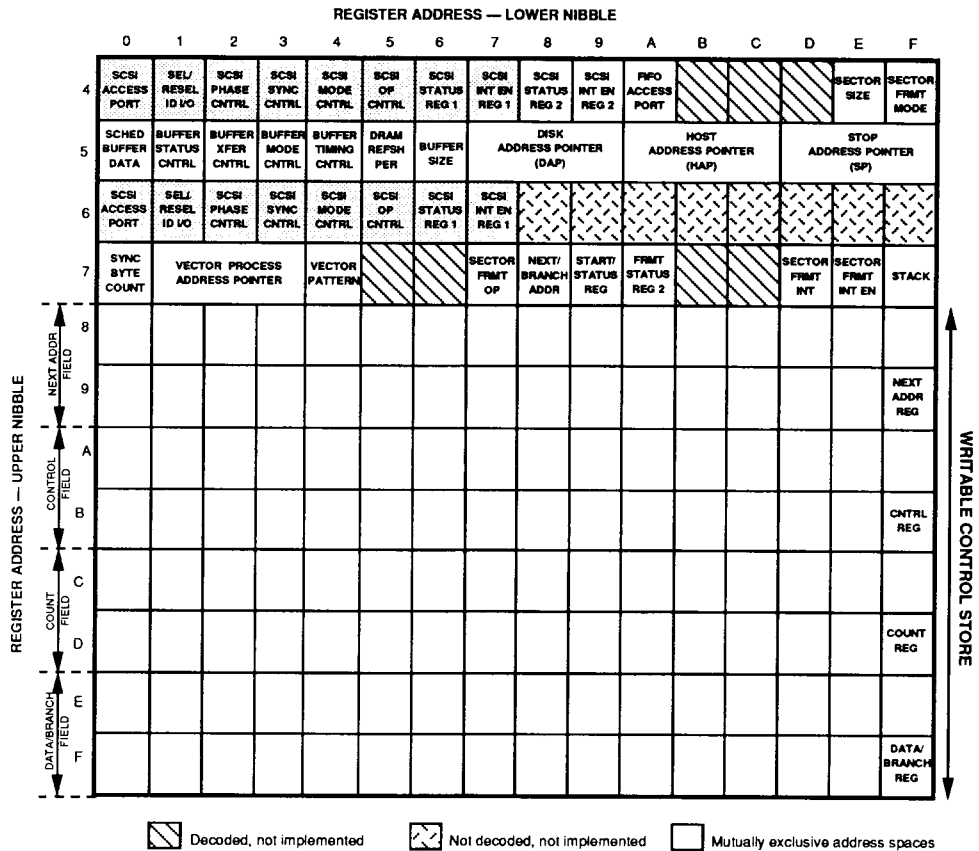 REGISTER ADDRESS — LOWER NIBBLE
0 1 2 3 4 5 6 7 8 9 A B C D E F
4
SCSI ACCESS PORT
SEL/ RESEL ID I/O
SCSI PHASE CNTRL
SCSI SYNC CNTRL
SCSI MODE CNTRL
SCSI OP CNTRL
SCSI STATUS REG 1
SCSI INT EN REG 1
SCSI STATUS REG 2
SCSI INT EN REG 2
FIFO ACCESS PORT
SECTOR SIZE
SECTOR FRMT MODE
5
SCHED BUFFER DATA
BUFFER STATUS CNTRL
BUFFER XFER CNTRL
BUFFER MODE CNTRL
BUFFER TIMING CNTRL
DRAM REFSH PER
BUFFER SIZE
DISK ADDRESS POINTER (DAP)
HOST ADDRESS POINTER (HAP)
STOP ADDRESS POINTER (SP)
6
SCSI ACCESS PORT
SEL/ RESEL ID I/O
SCSI PHASE CNTRL
SCSI SYNC CNTRL
SCSI MODE CNTRL
SCSI OP CNTRL
SCSI STATUS REG 1
SCSI INT EN REG 1
7
SYNC BYTE COUNT
VECTOR PROCESS ADDRESS POINTER
VECTOR PATTERN
SECTOR FRMT OP
NEXT/ BRANCH ADDR
START/ STATUS REG
FRMT STATUS REG 2
SECTOR FRMT INT
SECTOR FRMT INT EN
STACK
REGISTER ADDRESS — UPPER NIBBLE
NEXT ADDR FIELD
8
9
NEXT ADDR REG
CONTROL FIELD
A
B
CNTRL REG
COUNT FIELD
C
D
COUNT REG
DATA/BRANCH FIELD
E
F
DATA/ BRANCH REG
WRITABLE CONTROL STORE
Decoded, not implemented
Not decoded, not implemented
Mutually exclusive address spaces